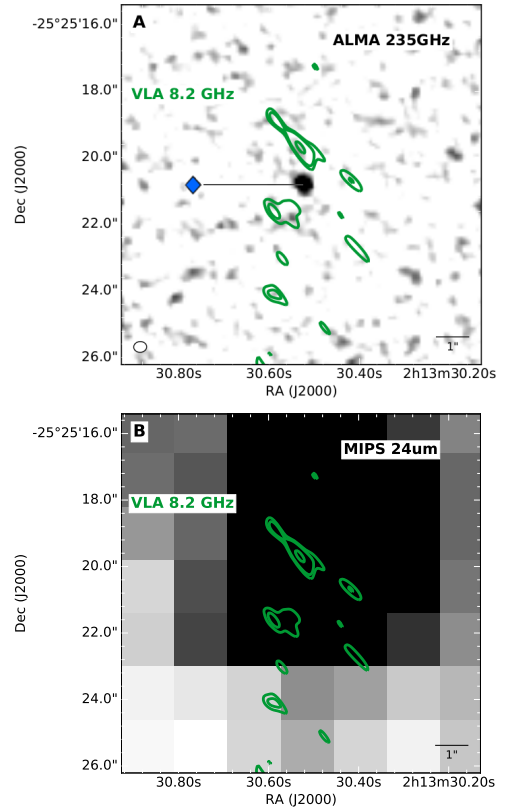 -25°25'16.0"
A
ALMA 235GHz
18.0"
VLA 8.2 GHz
20.0"
Dec (J2000)
22.0"
24.0"
26.0"
1"
30.80s 30.60s 30.40s 2h13m30.20s
RA (J2000)
-25°25'16.0"
B
MIPS 24um
18.0"
VLA 8.2 GHz
20.0"
Dec (J2000)
22.0"
24.0"
26.0"
1"
30.80s 30.60s 30.40s 2h13m30.20s
RA (J2000)